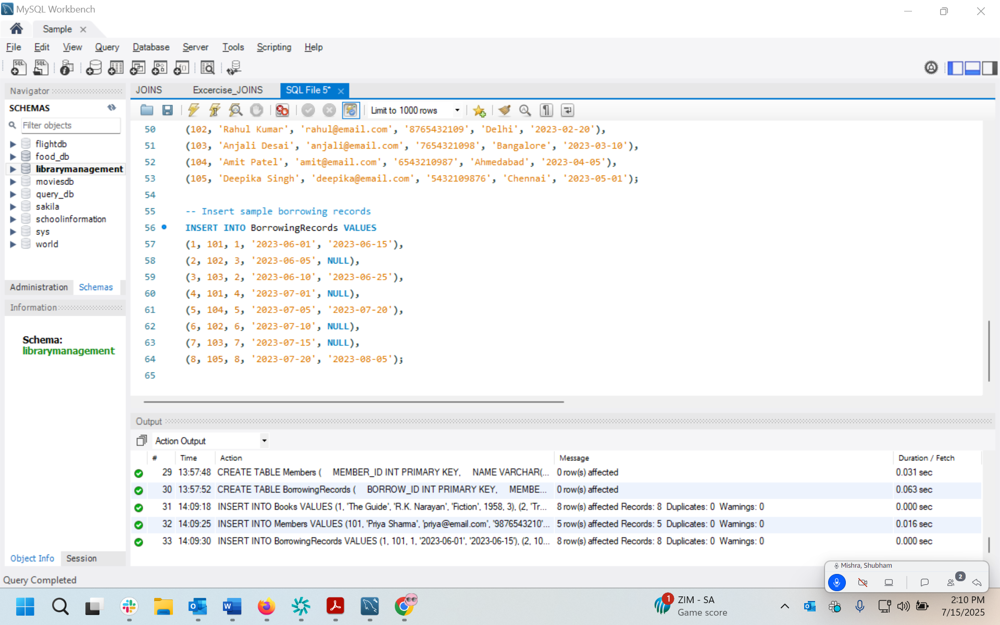 MySQL Workbench
Sample
File Edit View Query Database Server Tools Scripting Help
Navigator
SCHEMAS
Filter objects
flightdb
food_db
librarymanagement
moviesdb
query_db
sakila
schoolinformation
sys
world
Administration Schemas
Information
Schema:
librarymanagement
Object Info Session
JOINS Excercise_JOINS SQL File 5*
Limit to 1000 rows
50 (102, 'Rahul Kumar', 'rahul@email.com', '8765432109', 'Delhi', '2023-02-20'),
51 (103, 'Anjali Desai', 'anjali@email.com', '7654321098', 'Bangalore', '2023-03-10'),
52 (104, 'Amit Patel', 'amit@email.com', '6543210987', 'Ahmedabad', '2023-04-05'),
53 (105, 'Deepika Singh', 'deepika@email.com', '5432109876', 'Chennai', '2023-05-01');
54
55 -- Insert sample borrowing records
56 INSERT INTO BorrowingRecords VALUES
57 (1, 101, 1, '2023-06-01', '2023-06-15'),
58 (2, 102, 3, '2023-06-05', NULL),
59 (3, 103, 2, '2023-06-10', '2023-06-25'),
60 (4, 101, 4, '2023-07-01', NULL),
61 (5, 104, 5, '2023-07-05', '2023-07-20'),
62 (6, 102, 6, '2023-07-10', NULL),
63 (7, 103, 7, '2023-07-15', NULL),
64 (8, 105, 8, '2023-07-20', '2023-08-05');
65
Output
Action Output
# Time Action Message Duration / Fetch
29 13:57:48 CREATE TABLE Members ( MEMBER_ID INT PRIMARY KEY, NAME VARCHAR(... 0 row(s) affected 0.031 sec
30 13:57:52 CREATE TABLE BorrowingRecords ( BORROW_ID INT PRIMARY KEY, MEMBE... 0 row(s) affected 0.063 sec
31 14:09:18 INSERT INTO Books VALUES (1, 'The Guide', 'R.K. Narayan', 'Fiction', 1958, 3), (2, 'Tr... 8 row(s) affected Records: 8 Duplicates: 0 Warnings: 0 0.000 sec
32 14:09:25 INSERT INTO Members VALUES (101, 'Priya Sharma', 'priya@email.com', '9876543210'... 5 row(s) affected Records: 5 Duplicates: 0 Warnings: 0 0.016 sec
33 14:09:30 INSERT INTO BorrowingRecords VALUES (1, 101, 1, '2023-06-01', '2023-06-15'), (2, 10... 8 row(s) affected Records: 8 Duplicates: 0 Warnings: 0 0.000 sec
Query Completed
Mishra, Shubham
2
1
ZIM - SA
Game score
2:10 PM
7/15/2025